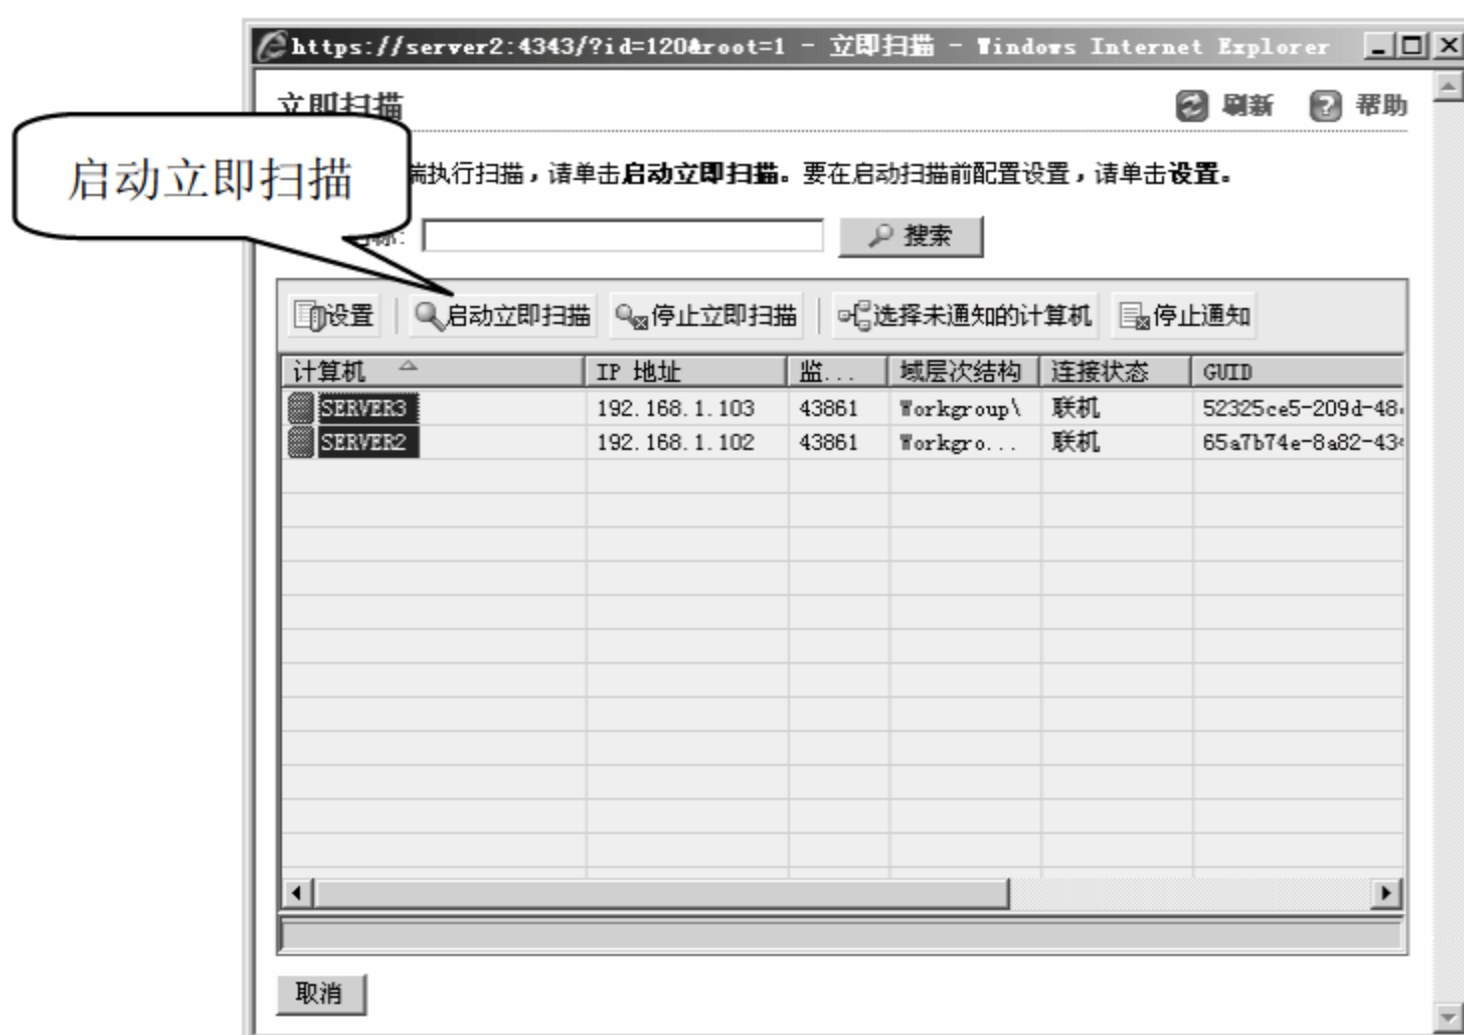 https://server2:4343/?id=120&root=1 - 立即扫描 - Windows Internet Explorer
立即扫描
刷新
帮助
启动立即扫描
端执行扫描，请单击启动立即扫描。要在启动扫描前配置设置，请单击设置。
搜索
设置
启动立即扫描
停止立即扫描
选择未通知的计算机
停止通知
计算机 IP 地址 监... 域层次结构 连接状态 GUID
SERVER3 192.168.1.103 43861 Workgroup\ 联机 52325ce5-209d-48
SERVER2 192.168.1.102 43861 Workgro... 联机 65a7b74e-8a82-43
取消